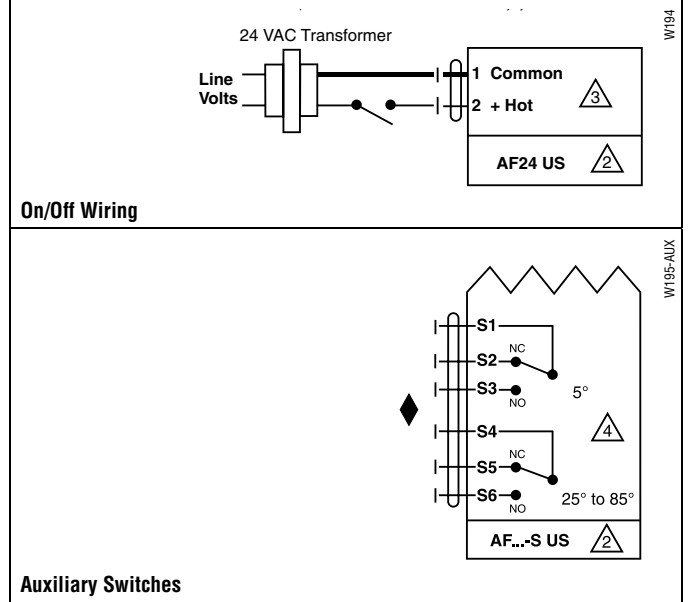 W194
24 VAC Transformer
Line
Volts
1 Common
2 + Hot
3
AF24 US
2
On/Off Wiring
W195-AUX
S1
NC
S2
S3
NO
5°
S4
4
NC
S5
S6
NO
25° to 85°
AF...-S US
2
Auxiliary Switches